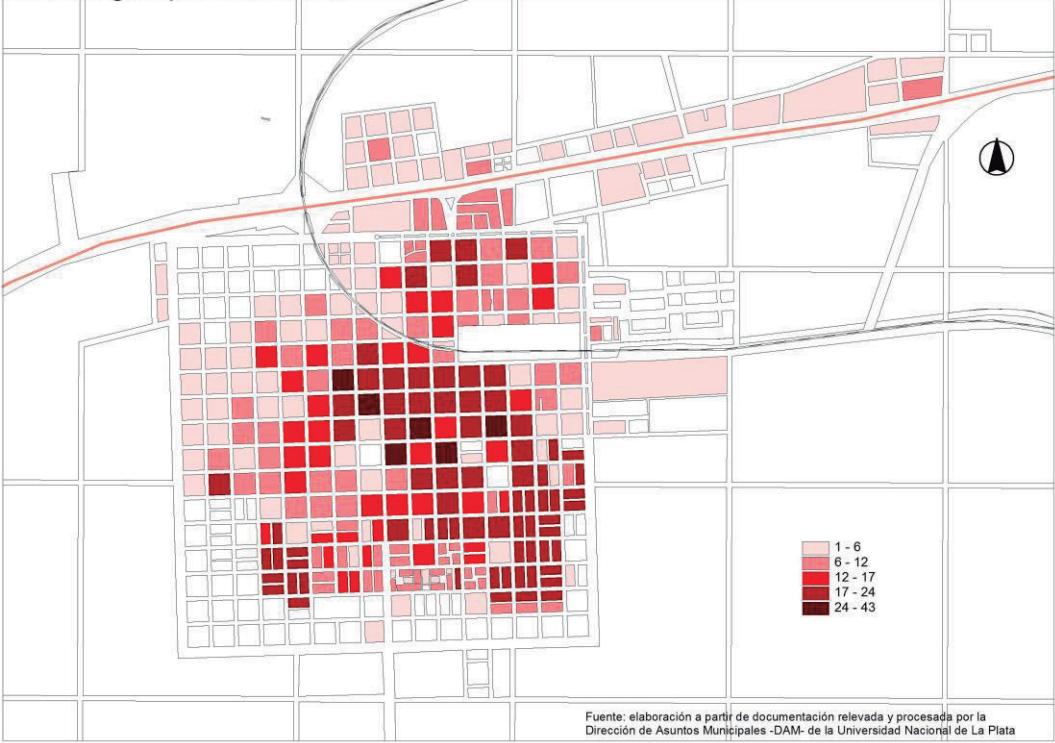 1 - 6
6 - 12
12 - 17
17 - 24
24 - 43
Fuente: elaboración a partir de documentación relevada y procesada por la
Dirección de Asuntos Municipales -DAM- de la Universidad Nacional de La Plata